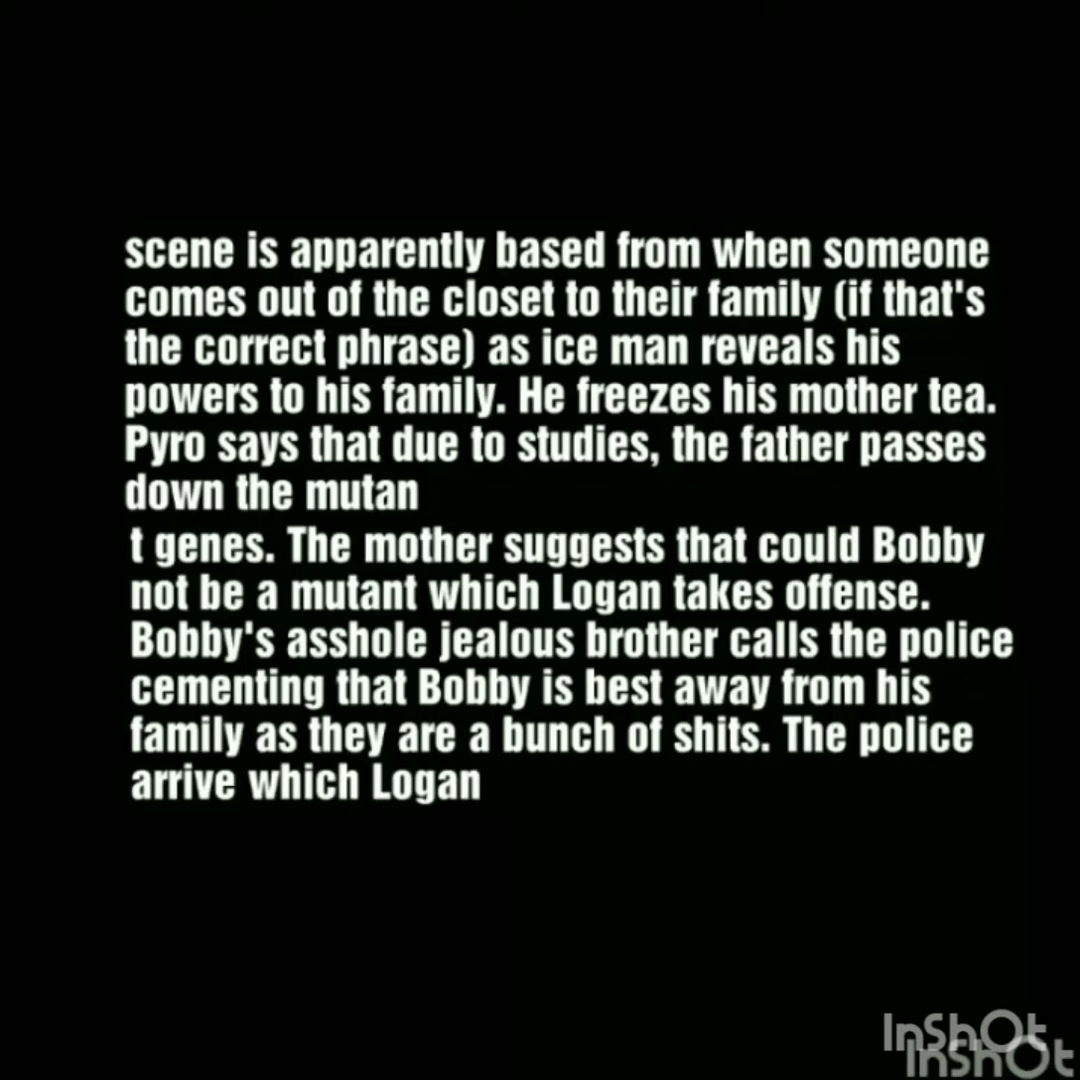 scene is apparently based from when someone
comes out of the closet to their family (if that's
the correct phrase) as ice man reveals his
powers to his family. He freezes his mother tea.
Pyro says that due to studies, the father passes
down the mutan
t genes. The mother suggests that could Bobby
not be a mutant which Logan takes offense.
Bobby's asshole jealous brother calls the police
cementing that Bobby is best away from his
family as they are a bunch of shits. The police
arrive which Logan
InShOt
InShOt